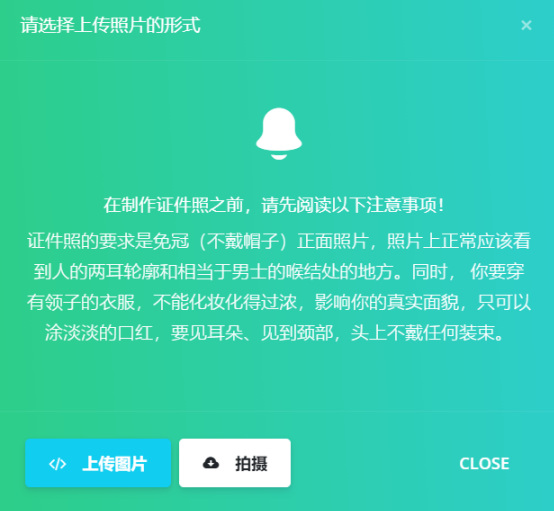 请选择上传照片的形式
×
在制作证件照之前，请先阅读以下注意事项！
证件照的要求是免冠（不戴帽子）正面照片，照片上正常应该看
到人的两耳轮廓和相当于男士的喉结处的地方。同时， 你要穿
有领子的衣服，不能化妆化得过浓，影响你的真实面貌，只可以
涂淡淡的口红，要见耳朵、见到颈部，头上不戴任何装束。
上传图片 拍摄 CLOSE